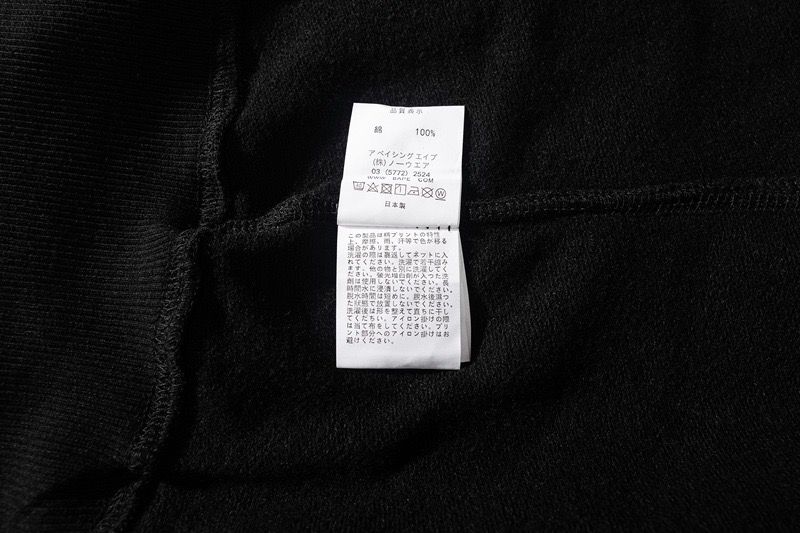 品質表示
綿 100%
アベイシングエイプ
(株)ノーウエア
03 (5772) 2524
WWW. BAPE. COM
日本製
この製品は柄プリントの特性
上、摩擦、雨、汗等で色が移る
場合があります。
洗濯の際は裏返してネットに入
れてください。洗濯で若干縮み
ます。他の物と別に洗濯してく
ださい。蛍光増白剤が入った洗
剤は使用しないでください。長
時間水に浸漬しないでください。
脱水時間は短めに。脱水後湿っ
た状態で放置しないでください。
洗濯後は形を整えて直ちに干し
てください。アイロン掛けの際
は当て布をしてください。プリ
ント部分へのアイロン掛けはお
避けください。